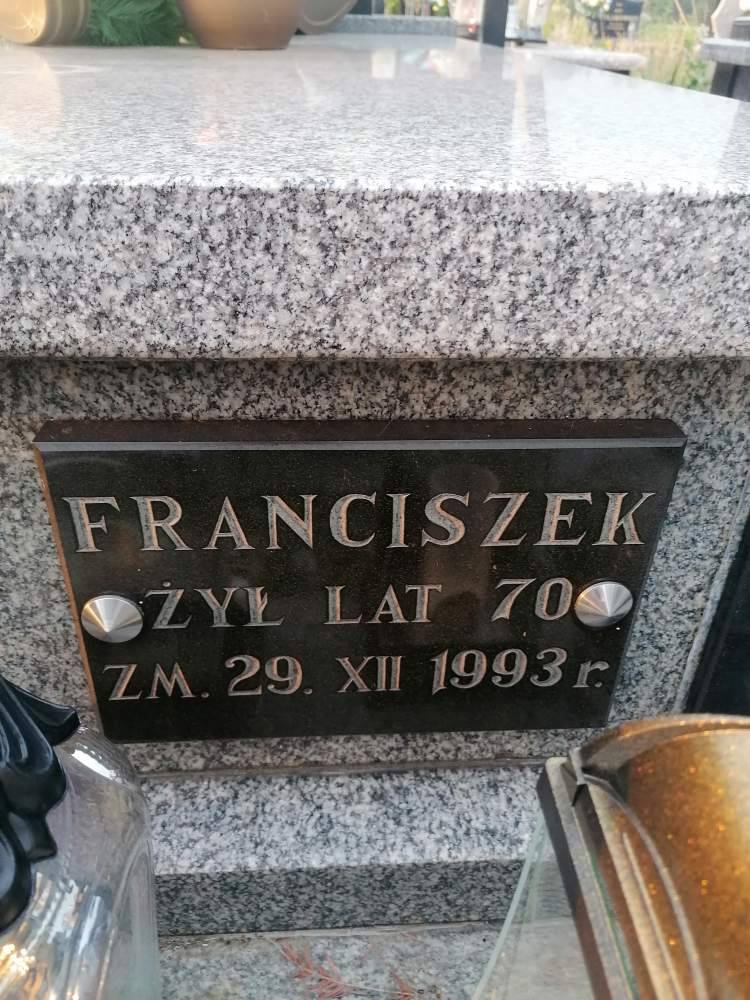 FRANCISZEK
ŻYŁ LAT 70
ZM. 29. XII 1993 r.